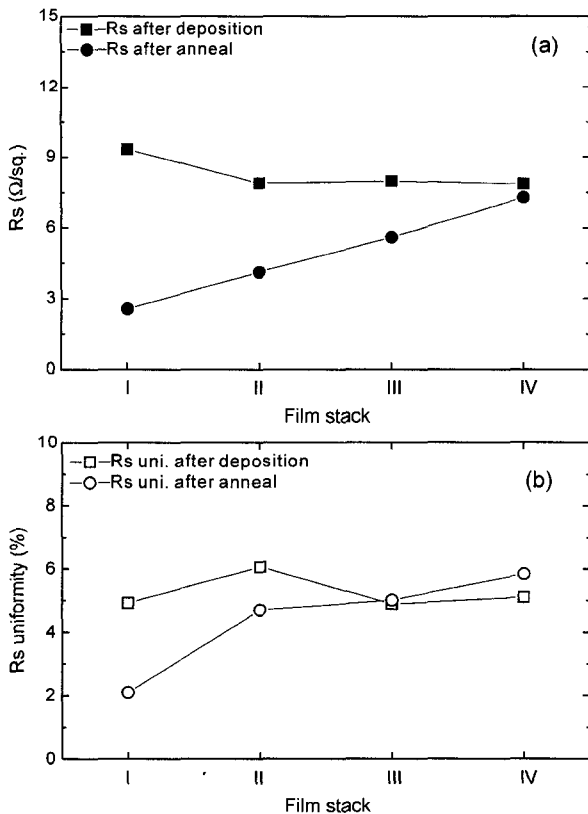 15
Rs after deposition
(a)
Rs after anneal
12
9
Rs (Ω/sq.)
6
3
0
I II III IV
Film stack
10
Rs uni. after deposition
(b)
Rs uni. after anneal
8
6
Rs uniformity (%)
4
2
0
I II III IV
Film stack